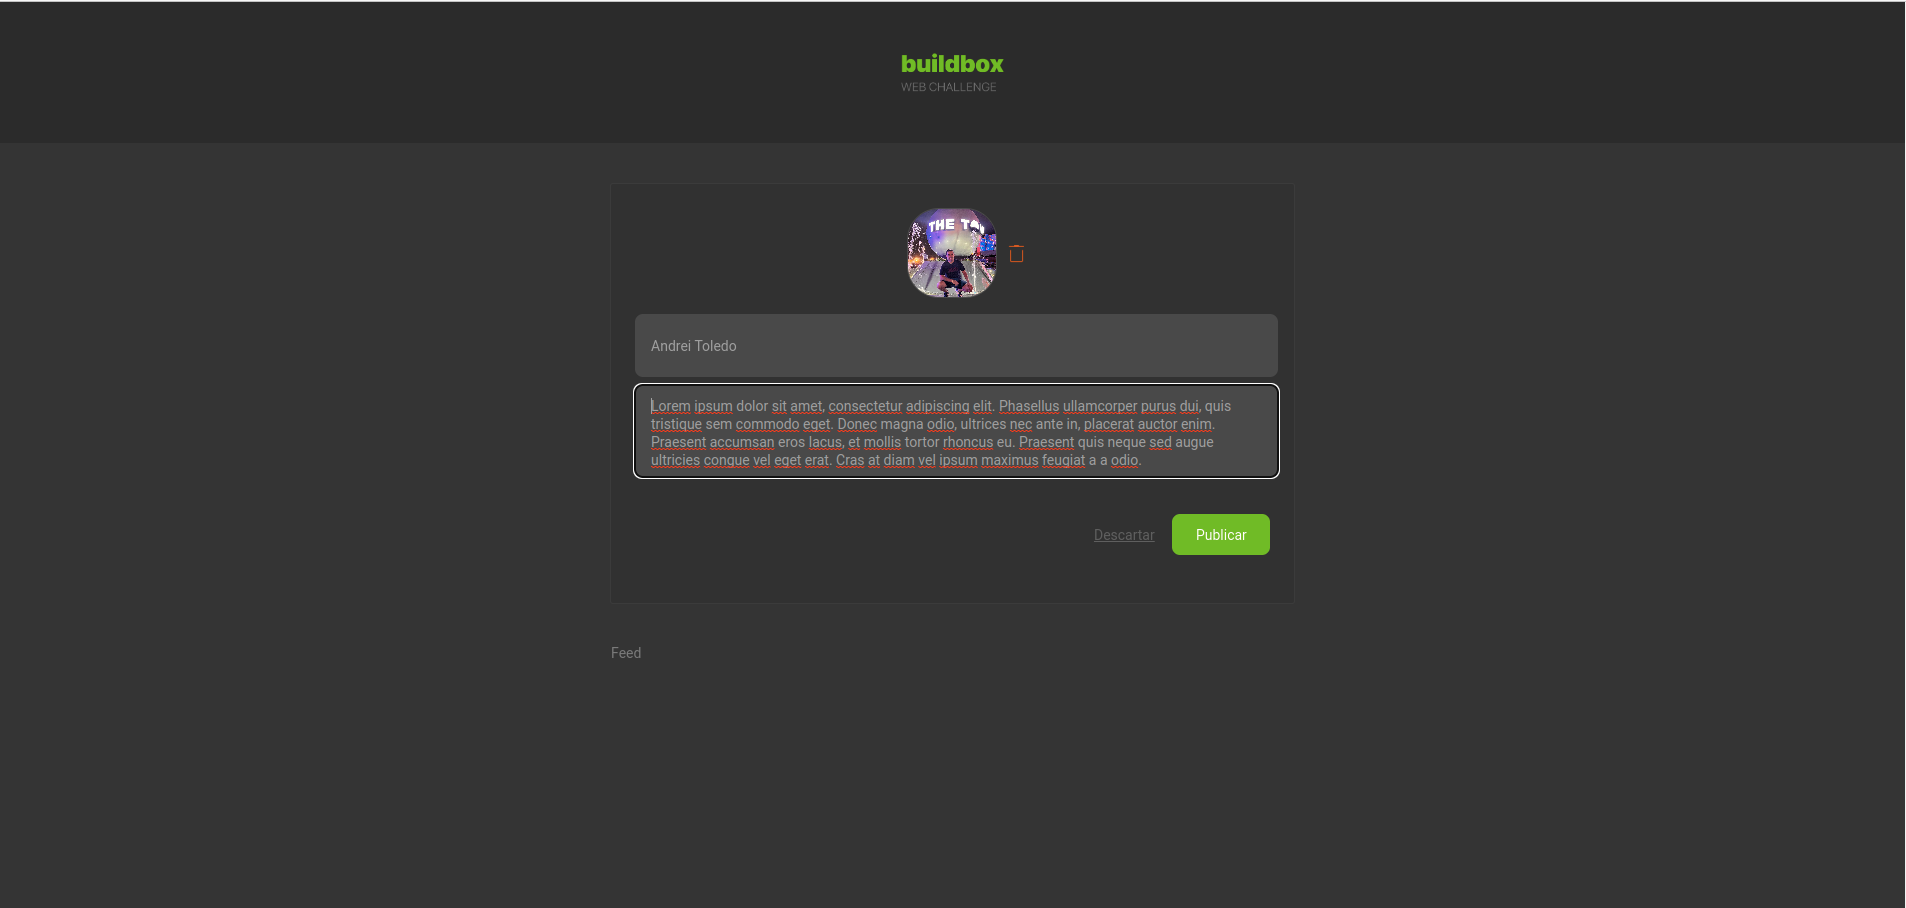 buildbox
WEB CHALLENGE
THE T
Andrei Toledo
Lorem ipsum dolor sit amet, consectetur adipiscing elit. Phasellus ullamcorper purus dui, quis
tristique sem commodo eget. Donec magna odio, ultrices nec ante in, placerat auctor enim.
Praesent accumsan eros lacus, et mollis tortor rhoncus eu. Praesent quis neque sed augue
ultricies congue vel eget erat. Cras at diam vel ipsum maximus feugiat a a odio.
Descartar
Publicar
Feed